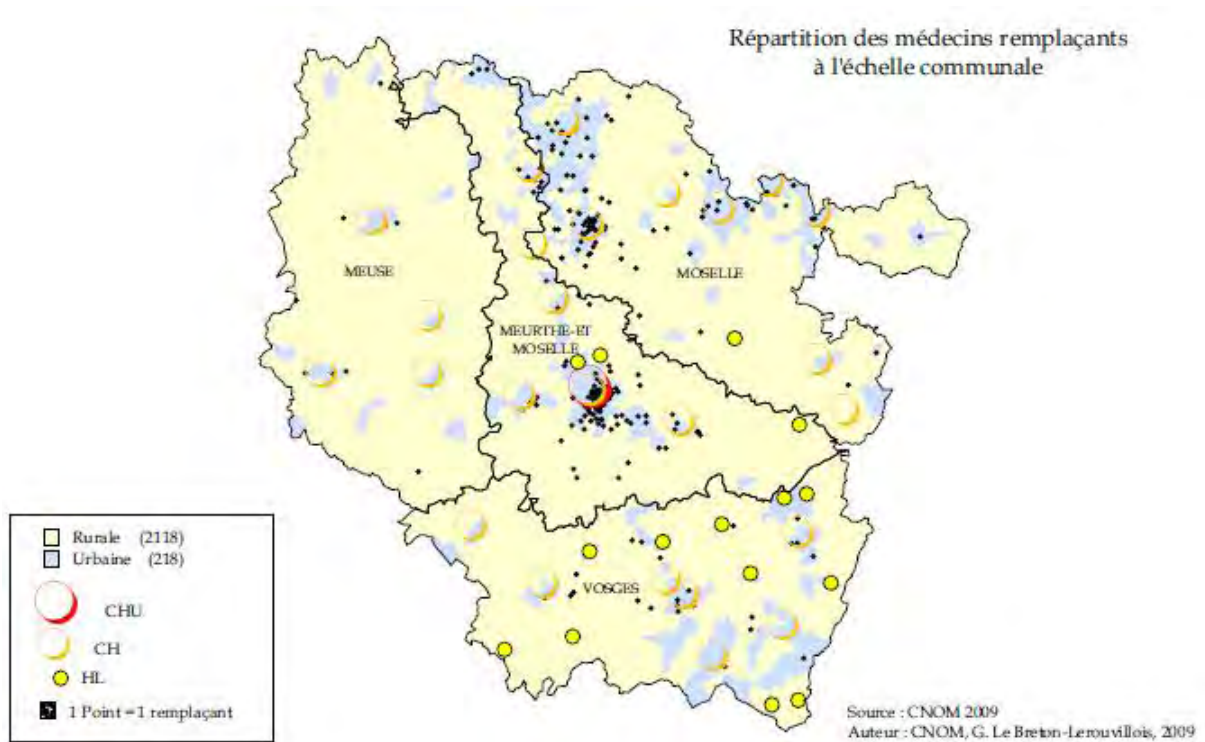 Répartition des médecins remplaçants
à l'échelle communale
MEUSE
MOSELLE
MEURTHE-ET
MOSELLE
VOSGES
Rurale (2118)
Urbaine (218)
CHU
CH
HL
1 Point = 1 remplaçant
Source : CNOM 2009
Auteur : CNOM, G. Le Breton-Lerouvillois, 2009